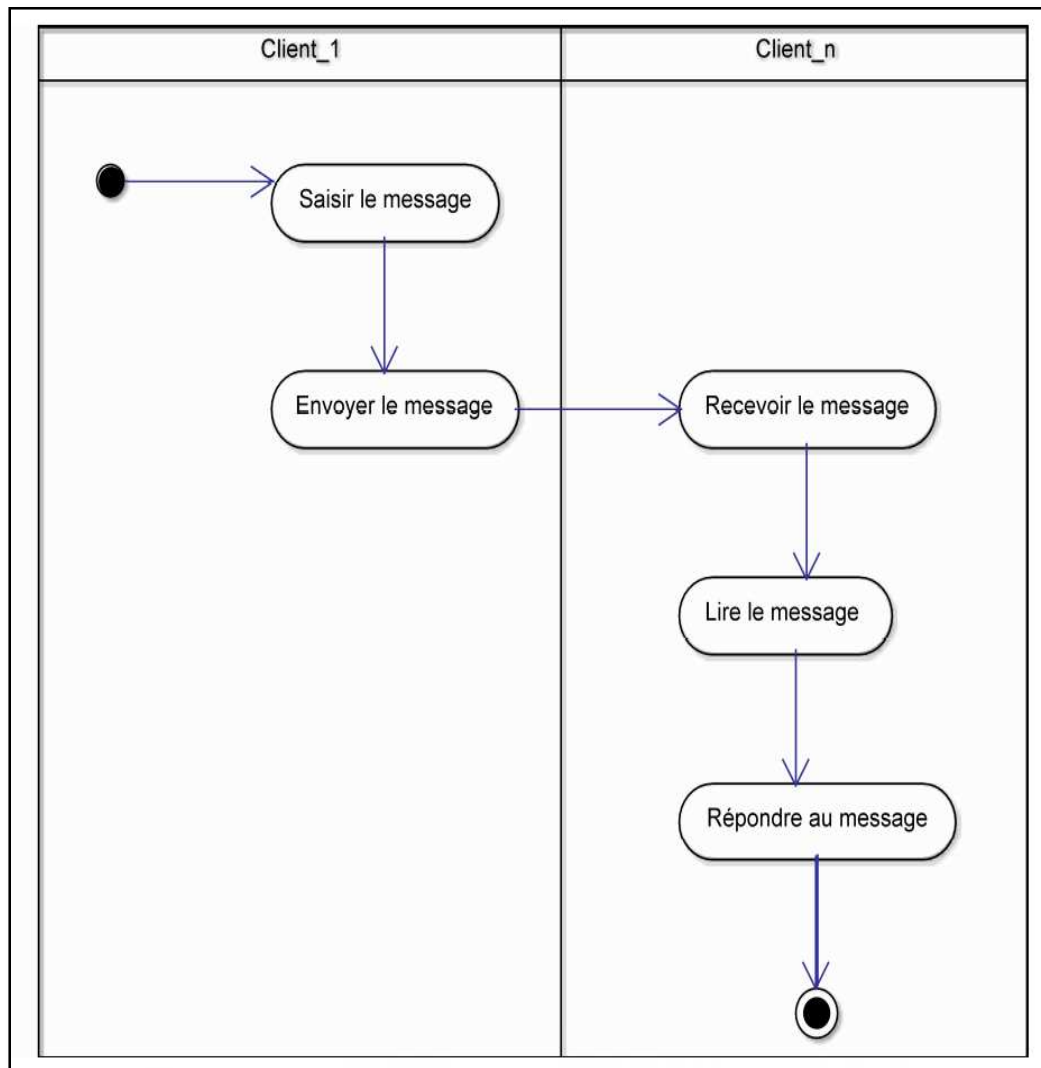 Client_1
Client_n
Saisir le message
Envoyer le message
Recevoir le message
Lire le message
Répondre au message